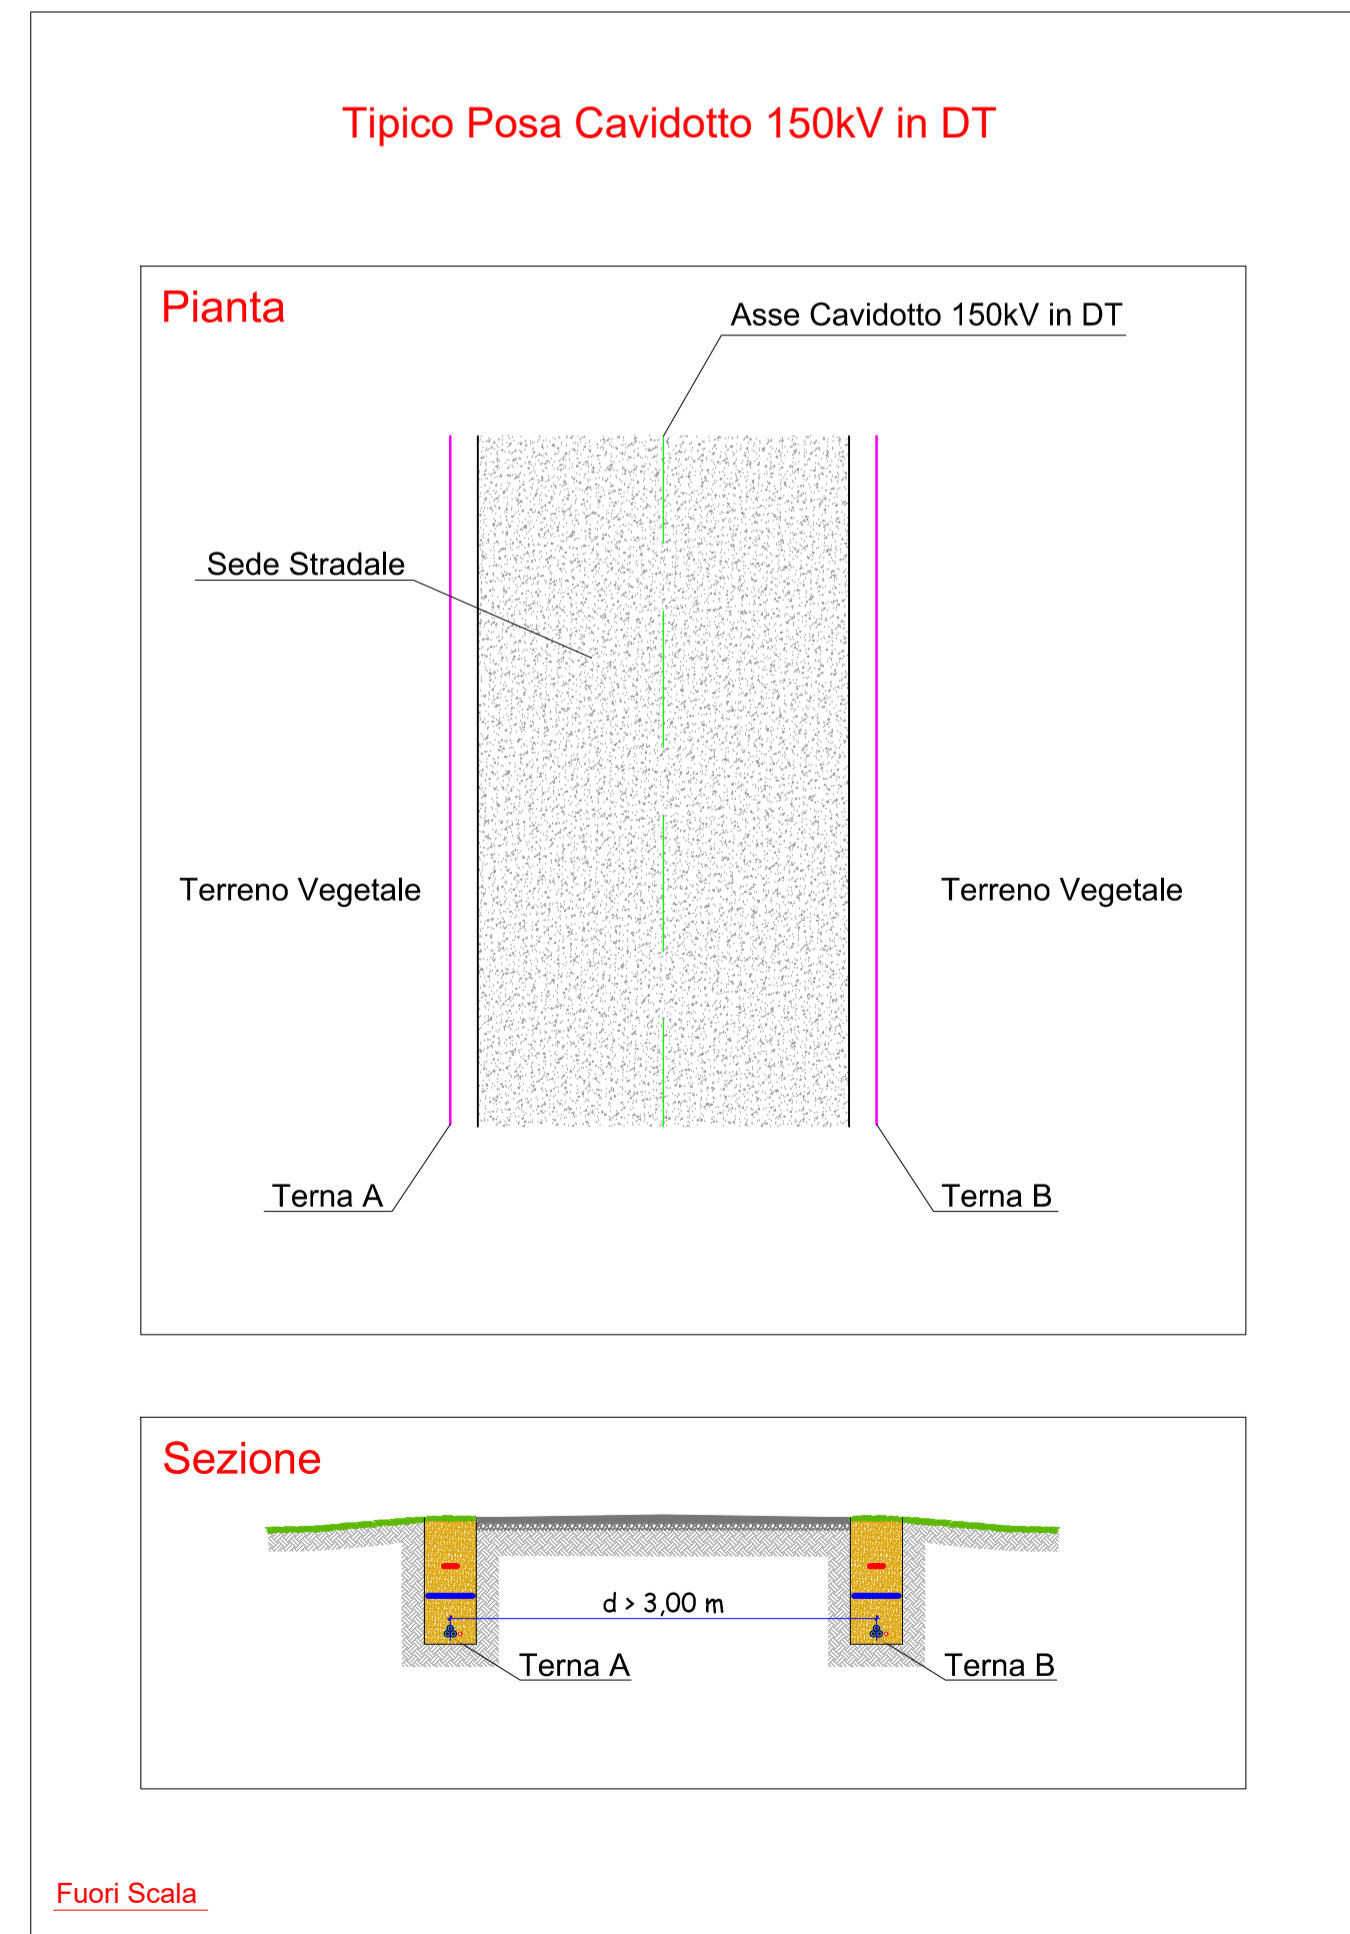 Tipico Posa Cavidotto 150kV in DT
Pianta
Asse Cavidotto 150kV in DT
Sede Stradale
Terreno Vegetale
Terreno Vegetale
Terna A
Terna B
Sezione
d > 3,00 m
Terna A
Terna B
Fuori Scala